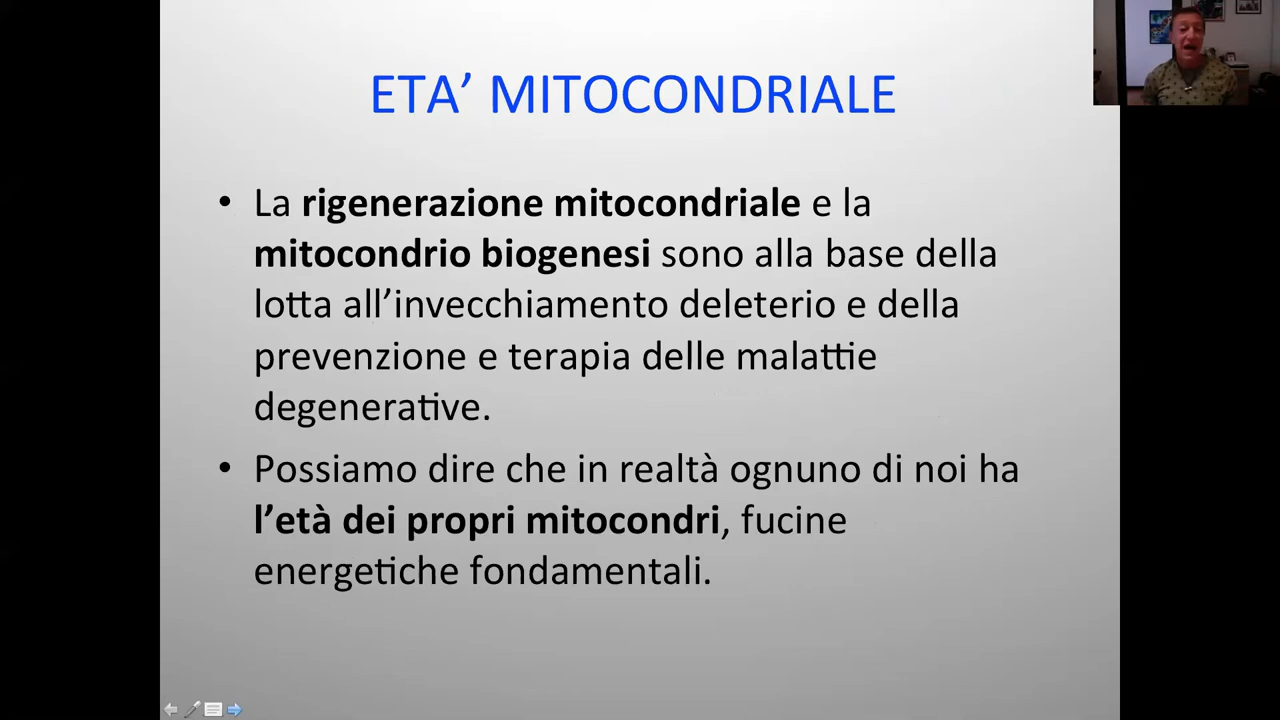 ETA’ MITOCONDRIALE
• La rigenerazione mitocondriale e la
mitocondrio biogenesi sono alla base della
lotta all’invecchiamento deleterio e della
prevenzione e terapia delle malattie
degenerative.
• Possiamo dire che in realtà ognuno di noi ha
l’età dei propri mitocondri, fucine
energetiche fondamentali.